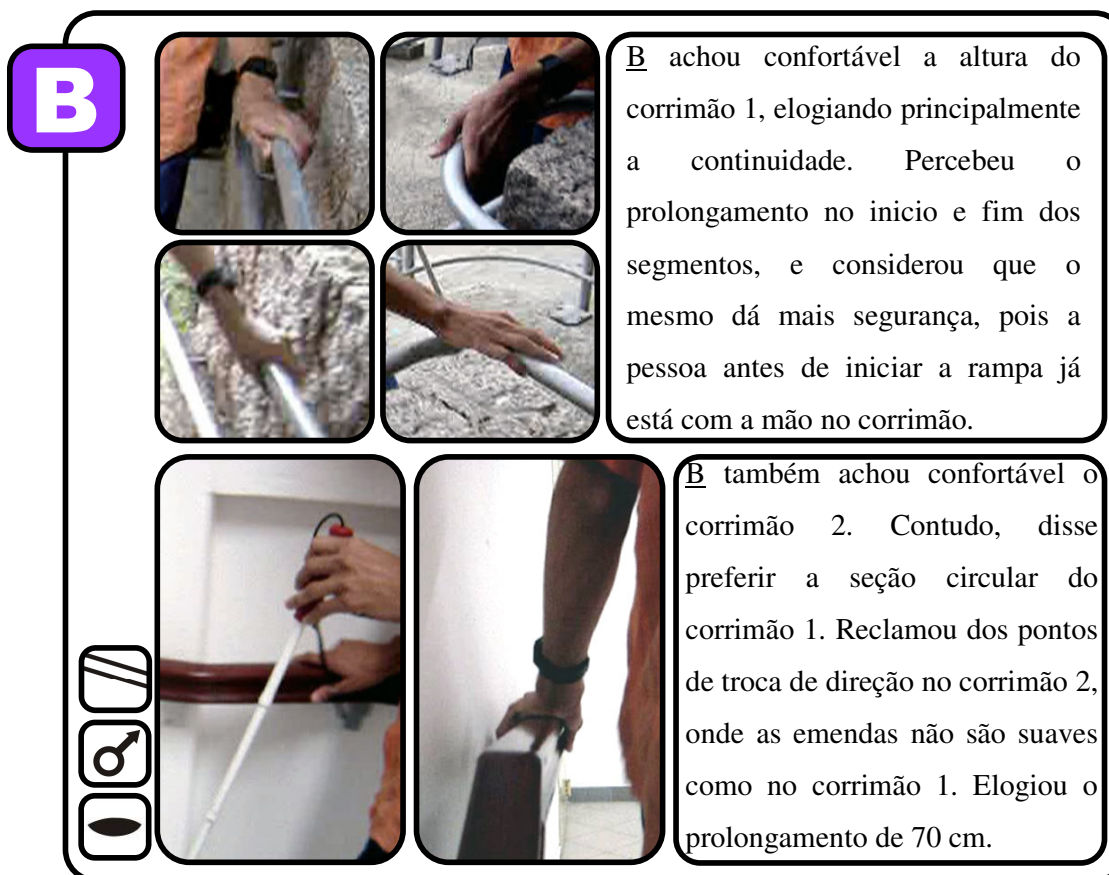 B
B achou confortável a altura do
corrimão 1, elogiando principalmente
a continuidade. Percebeu o
prolongamento no inicio e fim dos
segmentos, e considerou que o
mesmo dá mais segurança, pois a
pessoa antes de iniciar a rampa já
está com a mão no corrimão.
B também achou confortável o
corrimão 2. Contudo, disse
preferir a seção circular do
corrimão 1. Reclamou dos pontos
de troca de direção no corrimão 2,
onde as emendas não são suaves
como no corrimão 1. Elogiou o
prolongamento de 70 cm.